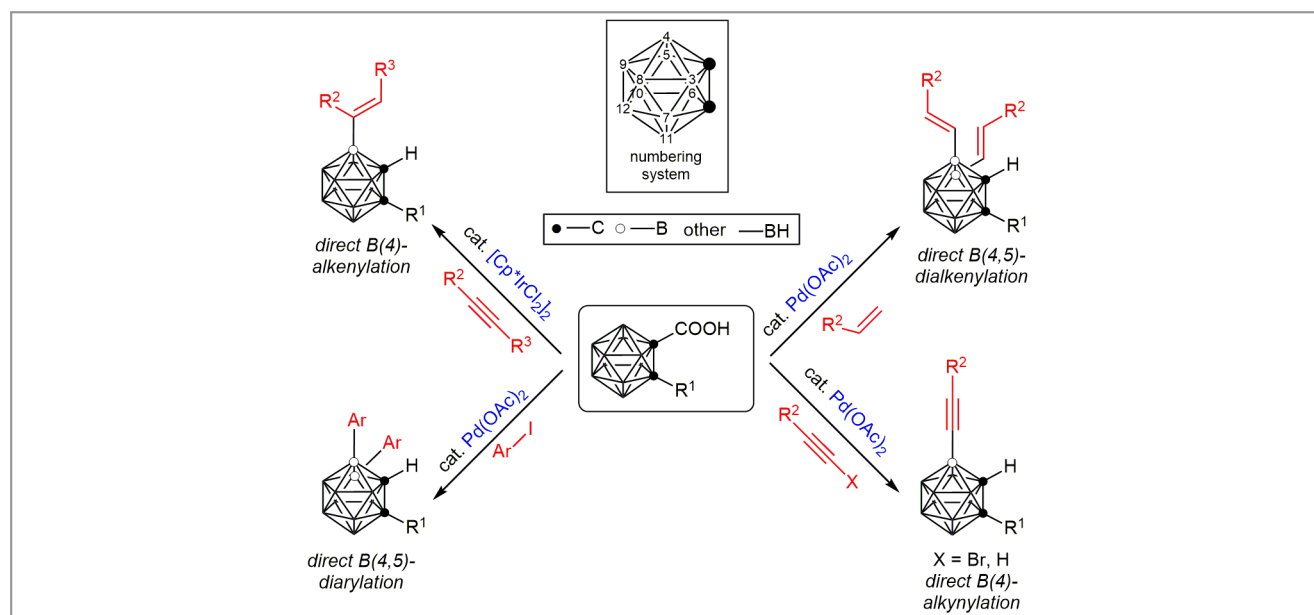 4
5
9
8
3
10
6
12
7
11
numbering
system
R³
R²
H
R¹
direct B(4)-
alkenylation
R²
R²
H
R¹
direct B(4,5)-
dialkenylation
●—C ○—B other —BH
cat. [Cp*IrCl₂]₂
R²
R³
cat. Pd(OAc)₂
R²
COOH
R¹
cat. Pd(OAc)₂
Ar—I
cat. Pd(OAc)₂
R²
X
Ar
Ar
H
R¹
direct B(4,5)-
diarylation
R²
H
R¹
X = Br, H
direct B(4)-
alkynylation